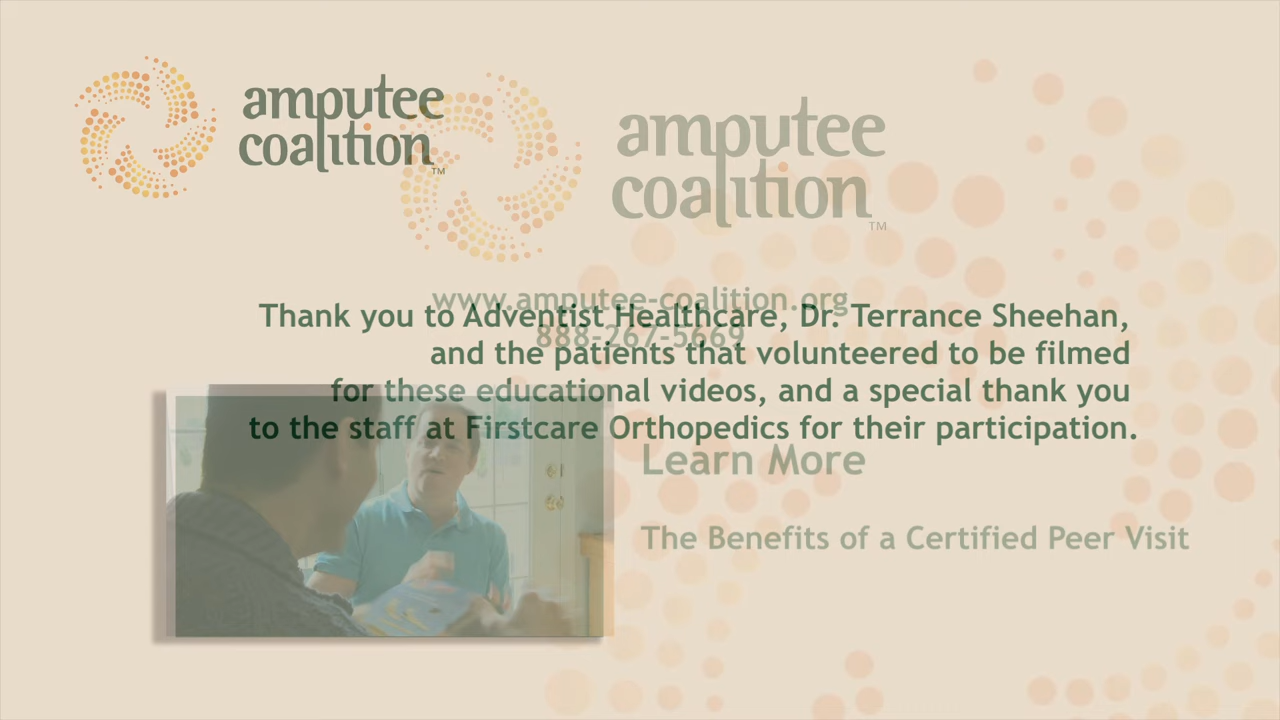 amputee
coalition™
amputee
coalition™
www.amputee-coalition.org
888-267-5669
Thank you to Adventist Healthcare, Dr. Terrance Sheehan,
and the patients that volunteered to be filmed
for these educational videos, and a special thank you
to the staff at Firstcare Orthopedics for their participation.
Learn More
The Benefits of a Certified Peer Visit